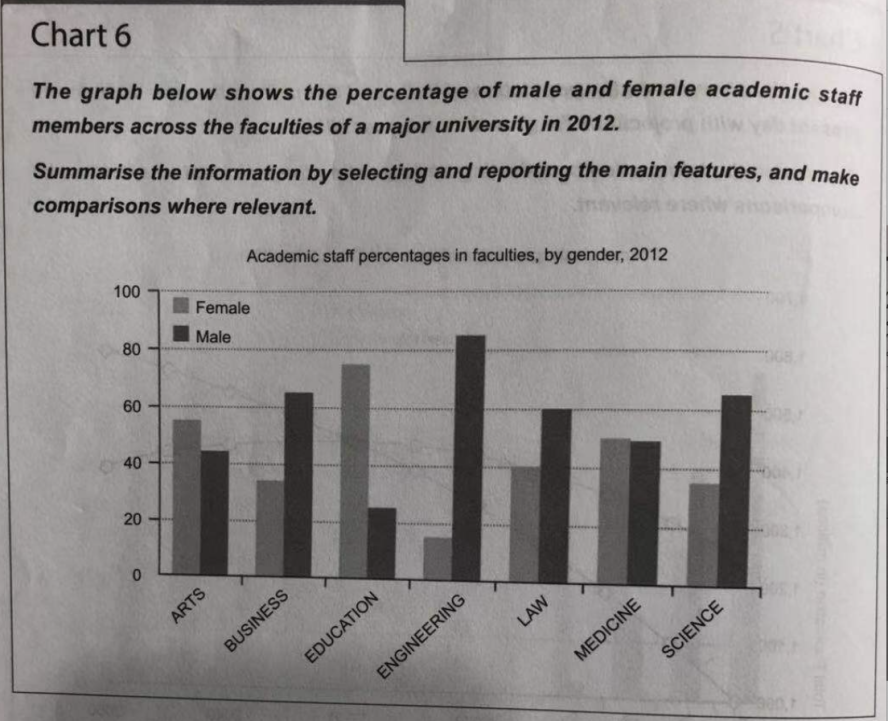 Chart 6
The graph below shows the percentage of male and female academic staff
members across the faculties of a major university in 2012.
Summarise the information by selecting and reporting the main features, and make
comparisons where relevant.
Academic staff percentages in faculties, by gender, 2012
100
80
60
40
20
0
Female
Male
ARTS
BUSINESS
EDUCATION
ENGINEERING
LAW
MEDICINE
SCIENCE